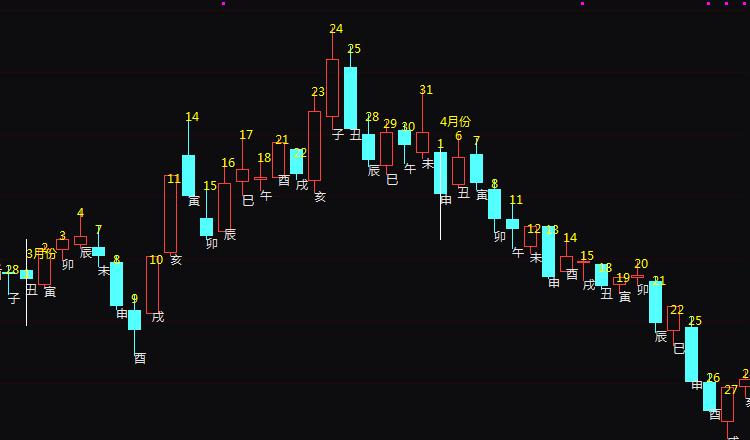 28
子
3月份
丑
2
寅
3
卯
4
辰
7
未
8
申
9
酉
10
戌
11
亥
14
寅
15
卯
16
辰
17
巳
18
午
21
酉
22
戌
23
亥
24
子
25
丑
28
辰
29
巳
30
午
31
未
4月份
1
申
6
丑
7
寅
8
卯
11
午
12
未
13
申
14
酉
15
戌
18
丑
19
寅
20
卯
21
辰
22
巳
25
申
26
酉
27